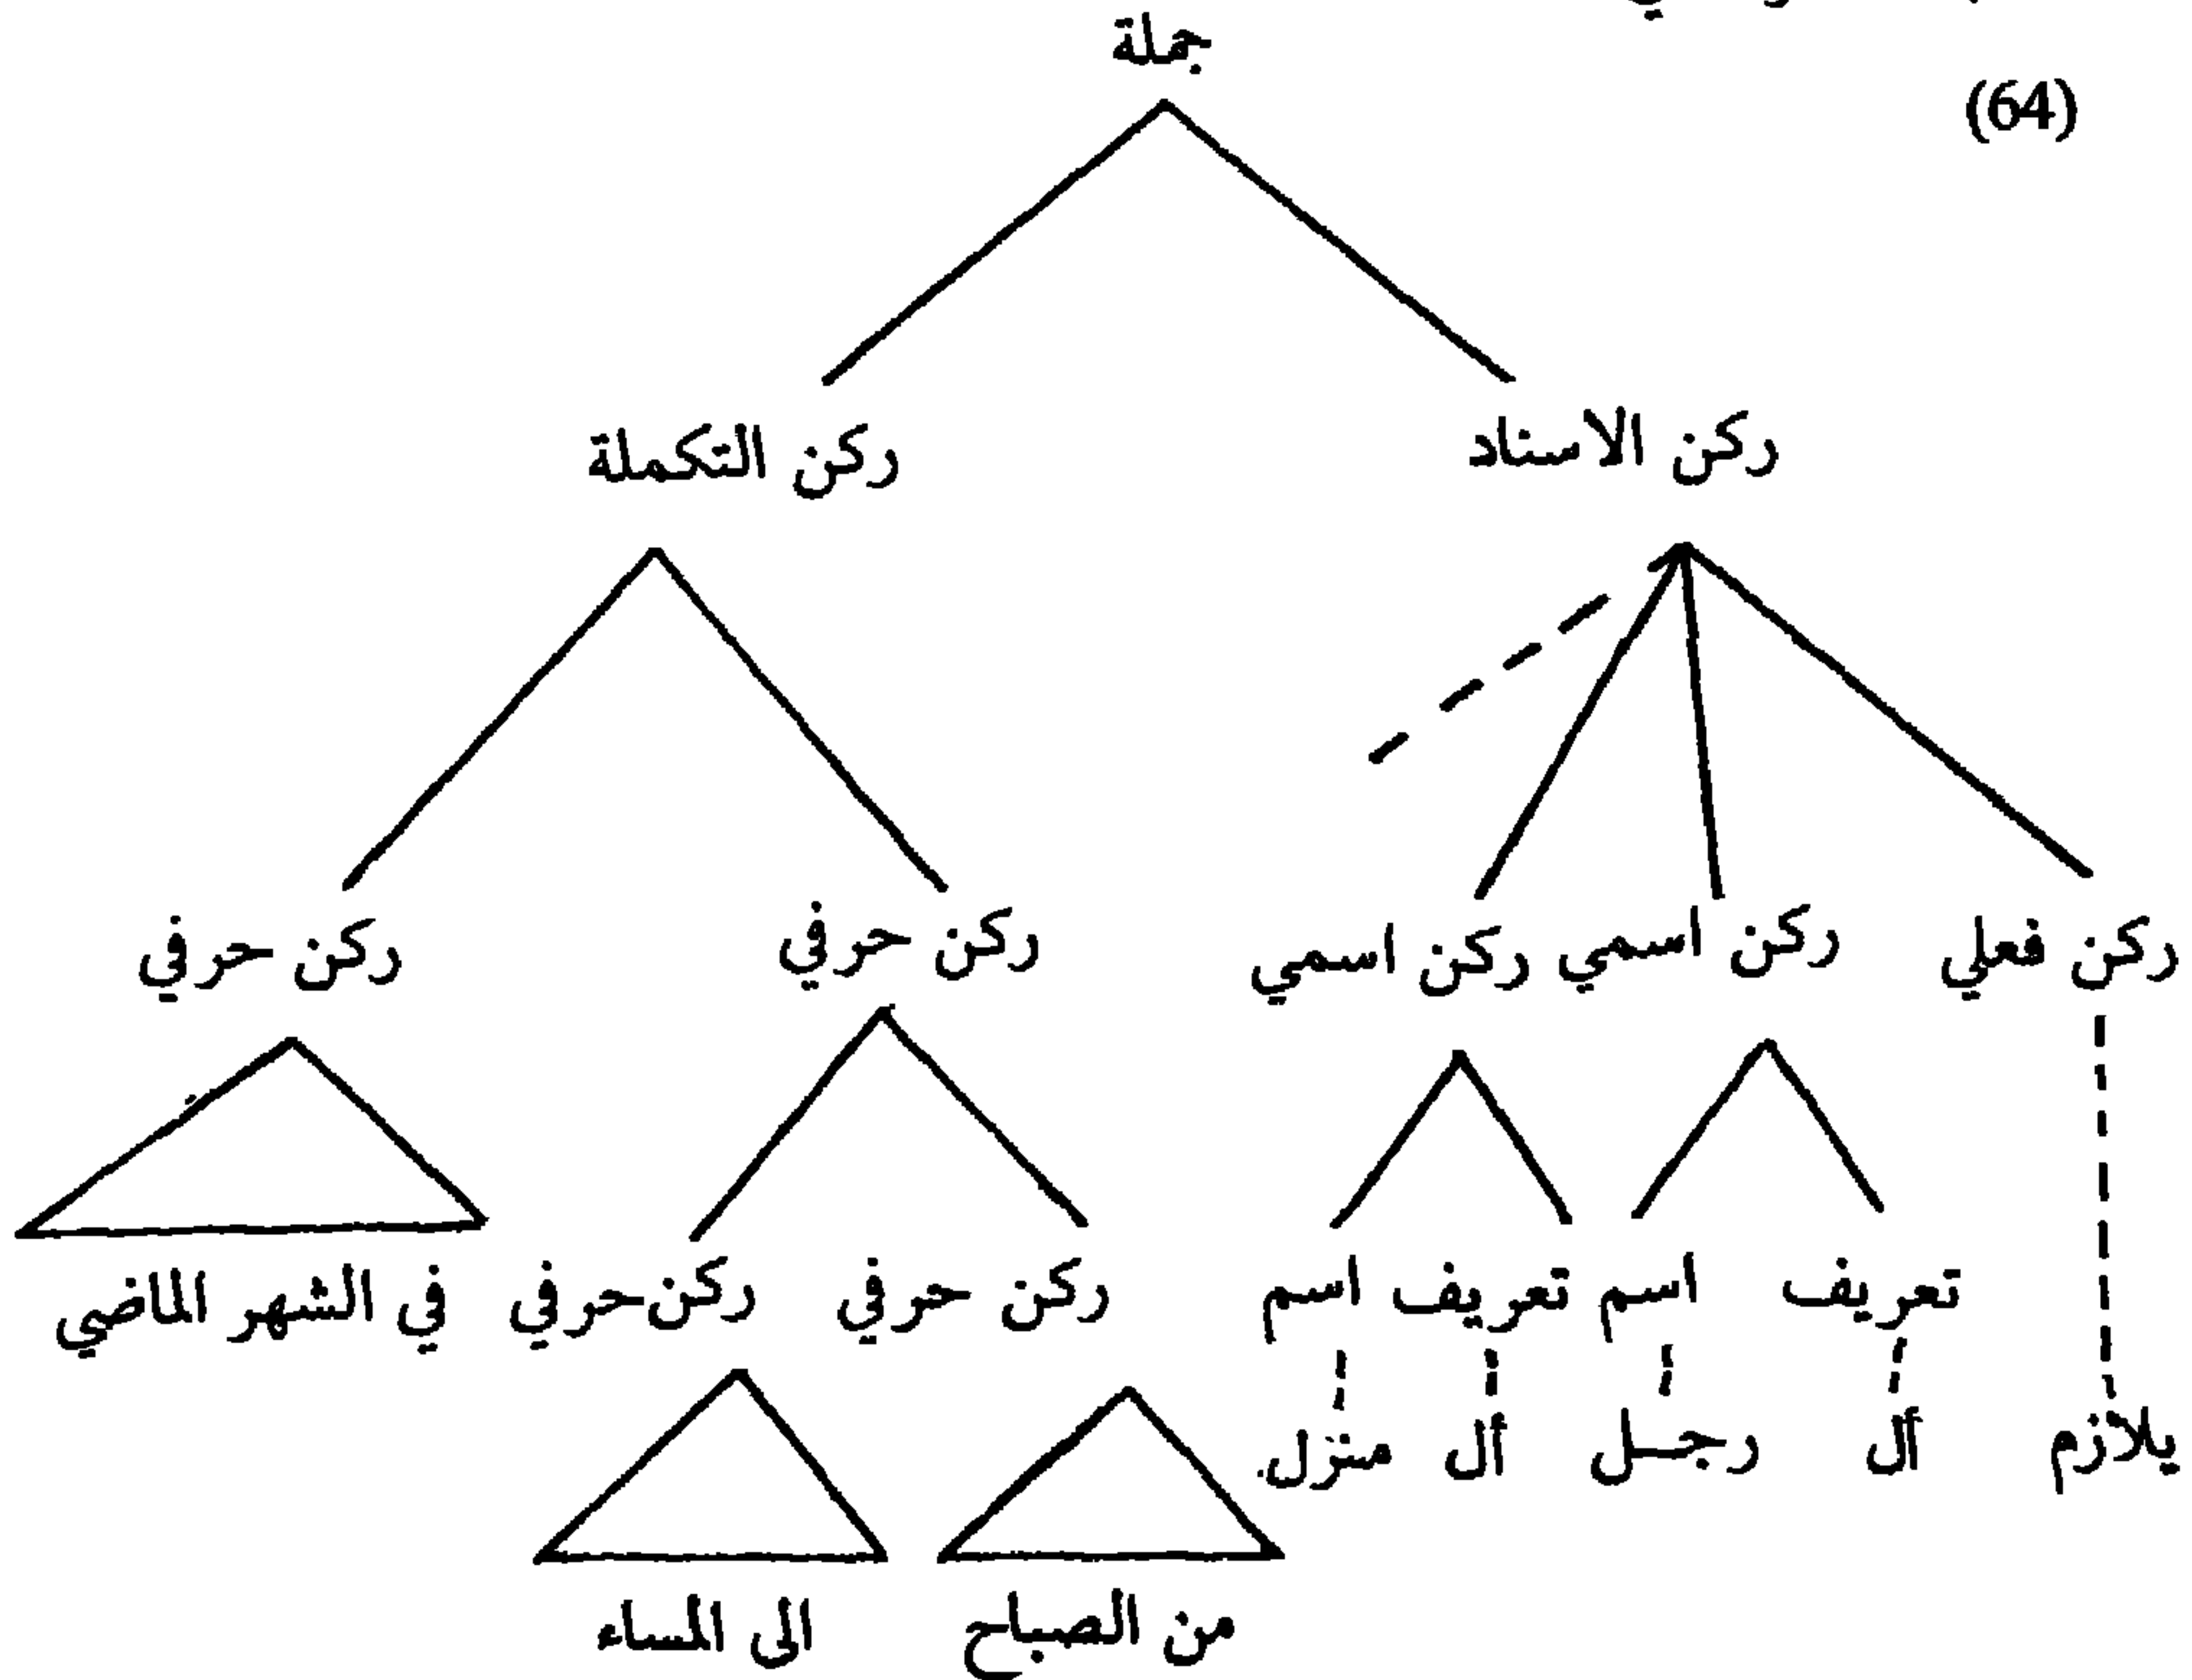 جملة
(64)
ركن الاسناد ركن التكملة
ركن فعلي ركن اسمي ركن اسمي ركن حرفي ركن حرفي
تعريف اسم تعريف اسم ركن حرفي ركن حرفي في الشهر الماضي
يلازم أل رجل أل منزل
من الصباح الى المساء